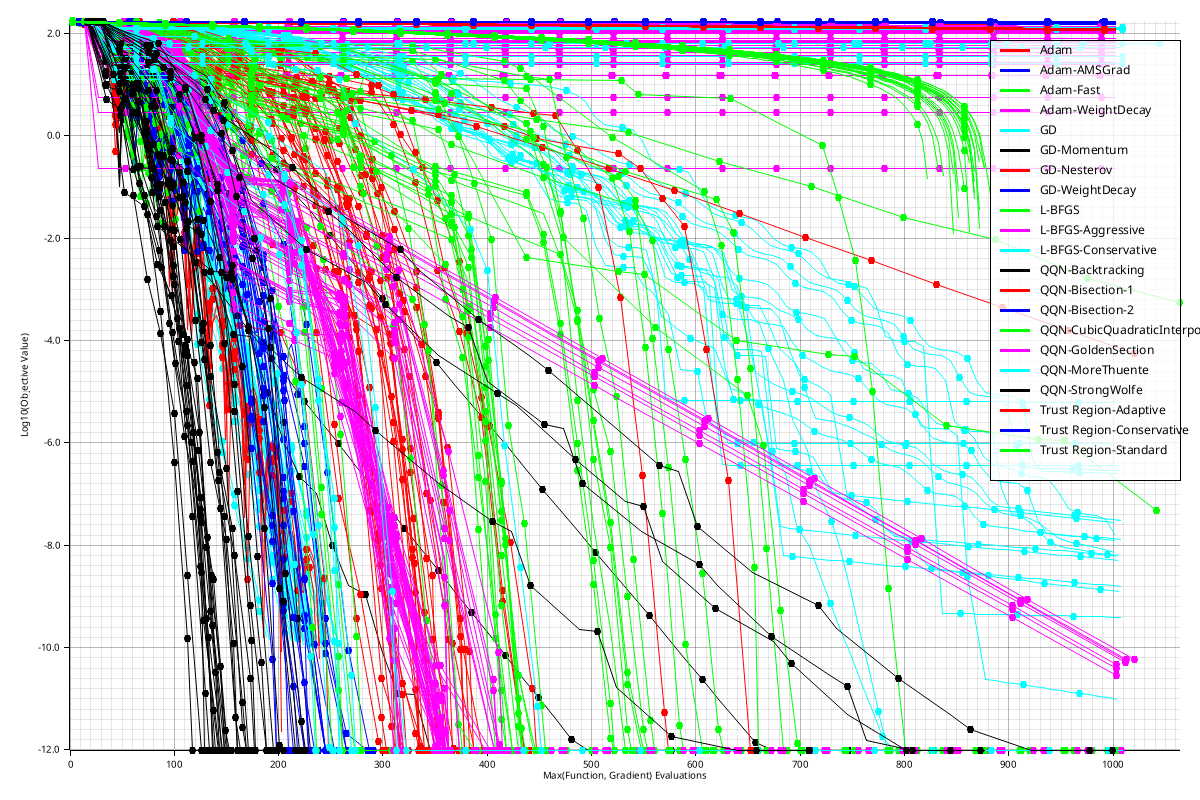 2.0
0.0
-2.0
-4.0
-6.0
-8.0
-10.0
-12.0
Log10(Objective Value)
0
100
200
300
400
500
600
700
800
900
1000
Max(Function, Gradient) Evaluations
Adam
Adam-AMSGrad
Adam-Fast
Adam-WeightDecay
GD
GD-Momentum
GD-Nesterov
GD-WeightDecay
L-BFGS
L-BFGS-Aggressive
L-BFGS-Conservative
QQN-Backtracking
QQN-Bisection-1
QQN-Bisection-2
QQN-CubicQuadraticInterpo
QQN-GoldenSection
QQN-MoreThuente
QQN-StrongWolfe
Trust Region-Adaptive
Trust Region-Conservative
Trust Region-Standard